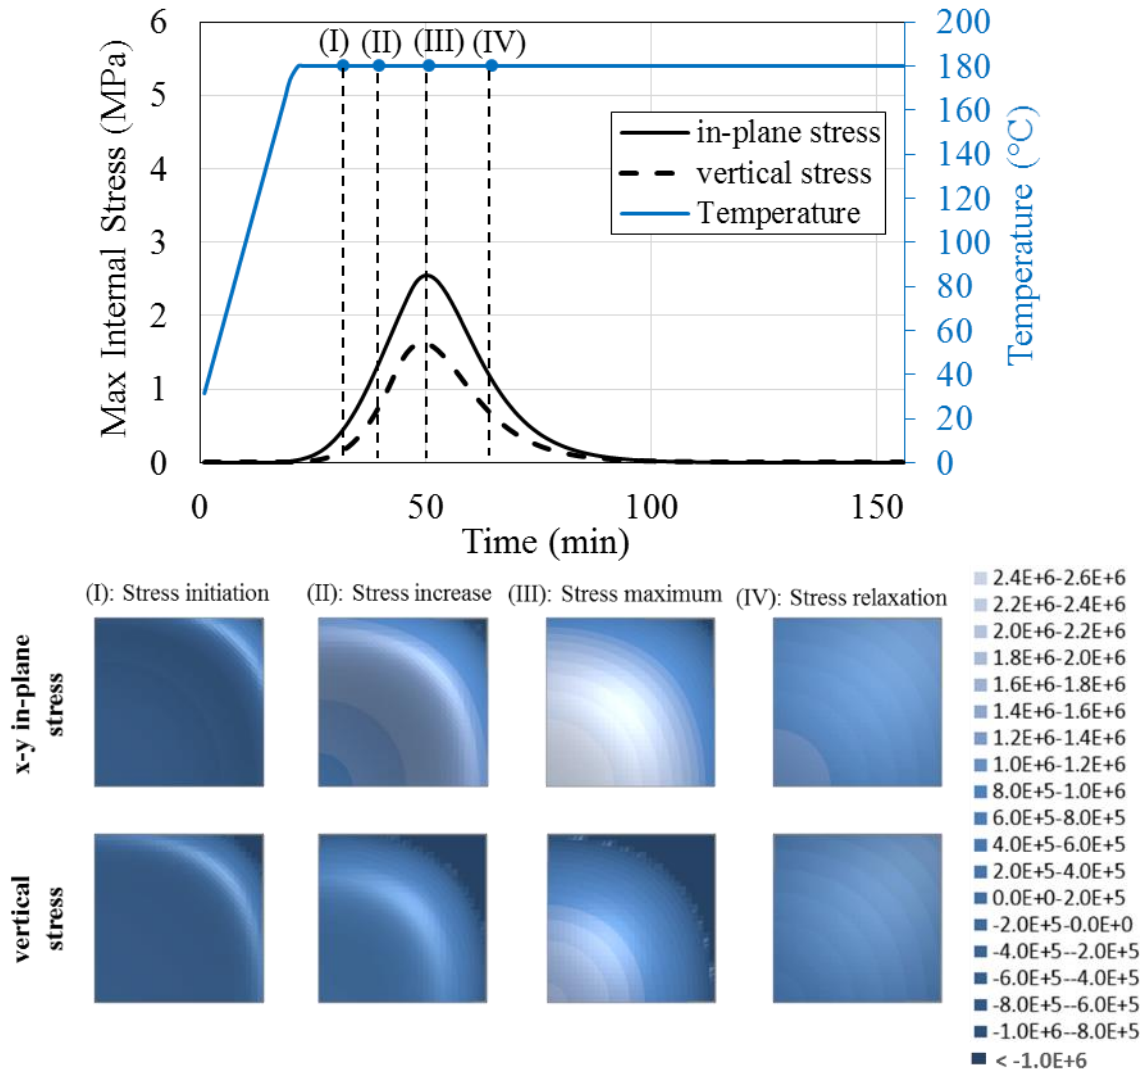 6
5
4
3
2
1
0
Max Internal Stress (MPa)
(I) (II) (III) (IV)
in-plane stress
vertical stress
Temperature
200
180
160
140
120
100
80
60
40
20
0
Temperature (°C)
0 50 100 150
Time (min)
(I): Stress initiation (II): Stress increase (III): Stress maximum (IV): Stress relaxation
x-y in-plane
stress
vertical
stress
2.4E+6-2.6E+6
2.2E+6-2.4E+6
2.0E+6-2.2E+6
1.8E+6-2.0E+6
1.6E+6-1.8E+6
1.4E+6-1.6E+6
1.2E+6-1.4E+6
1.0E+6-1.2E+6
8.0E+5-1.0E+6
6.0E+5-8.0E+5
4.0E+5-6.0E+5
2.0E+5-4.0E+5
0.0E+0-2.0E+5
-2.0E+5-0.0E+0
-4.0E+5--2.0E+5
-6.0E+5--4.0E+5
-8.0E+5--6.0E+5
-1.0E+6--8.0E+5
< -1.0E+6